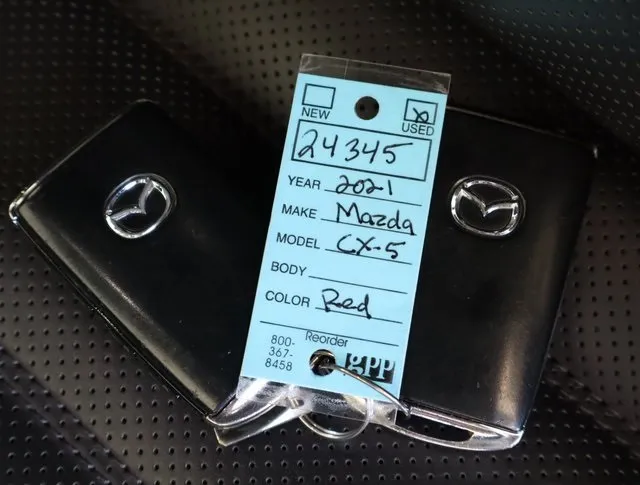 NEW
x USED
24345
YEAR 2021
MAKE Mazda
MODEL CX-5
BODY
COLOR Red
Reorder
800-
367-
8458
gpp